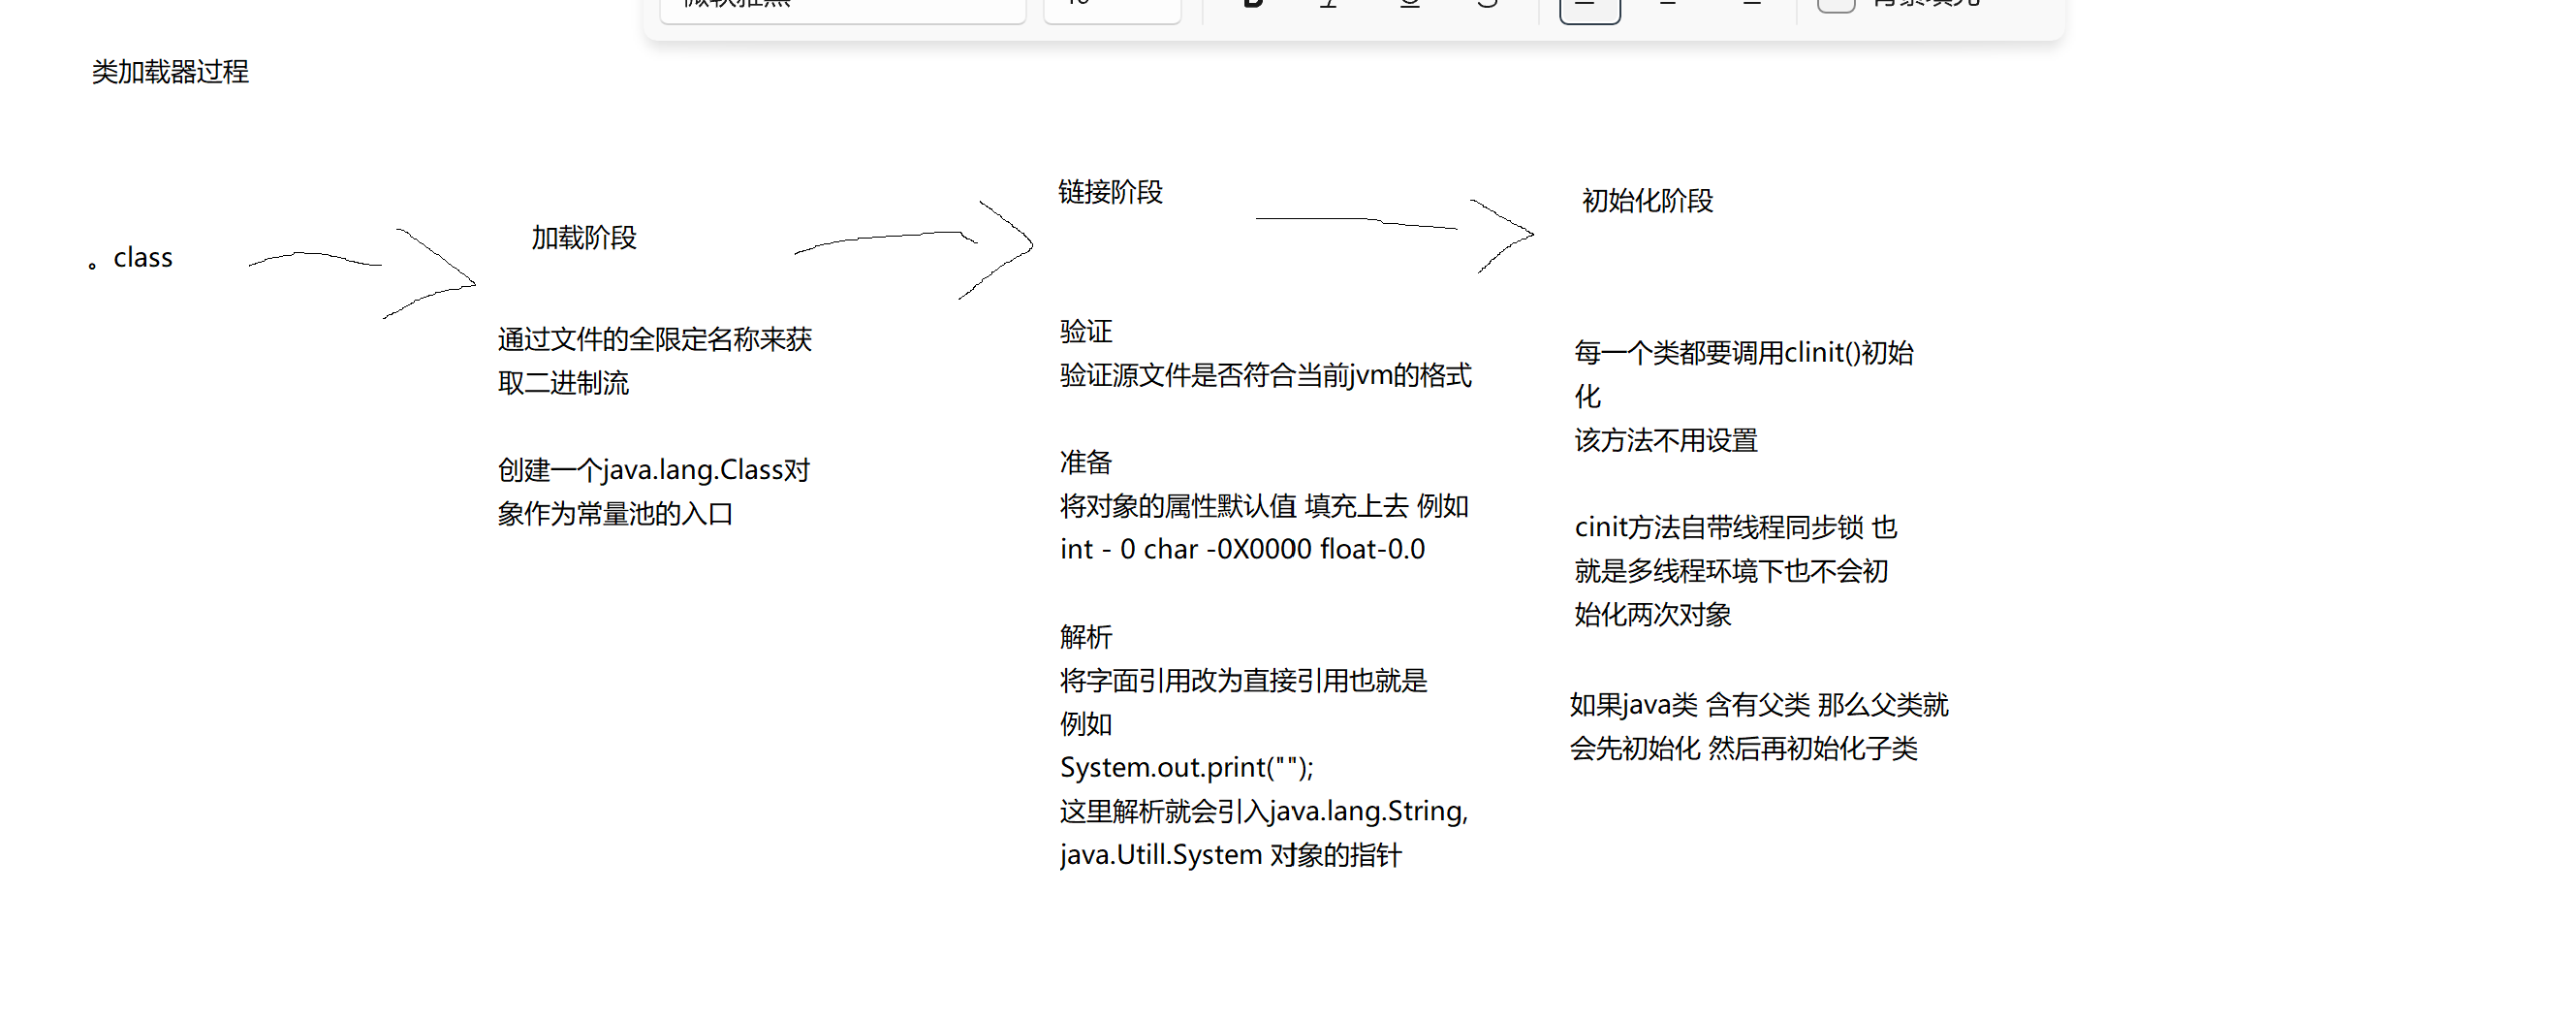 类加载器过程
。class
加载阶段
通过文件的全限定名称来获
取二进制流
创建一个java.lang.Class对
象作为常量池的入口
链接阶段
验证
验证源文件是否符合当前jvm的格式
准备
将对象的属性默认值 填充上去 例如
int - 0 char -0X0000 float-0.0
解析
将字面引用改为直接引用也就是
例如
System.out.print("");
这里解析就会引入java.lang.String,
java.Utill.System 对象的指针
初始化阶段
每一个类都要调用clinit()初始
化
该方法不用设置
cinit方法自带线程同步锁 也
就是多线程环境下也不会初
始化两次对象
如果java类 含有父类 那么父类就
会先初始化 然后再初始化子类